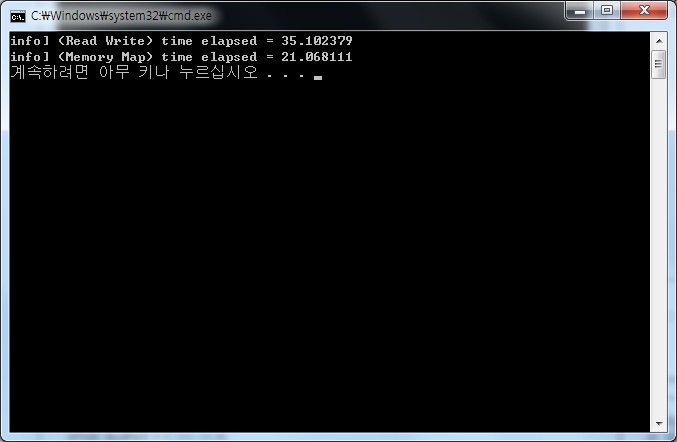 C:₩Windows₩system32₩cmd.exe
info] (Read Write) time elapsed = 35.102379
info] (Memory Map) time elapsed = 21.068111
계속하려면 아무 키나 누르십시오 . . .